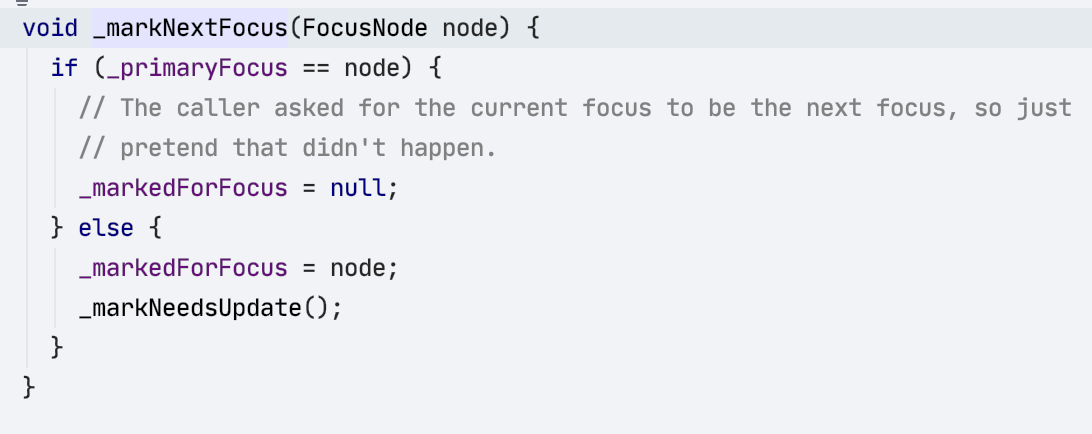 void _markNextFocus(FocusNode node) {
  if (_primaryFocus == node) {
    // The caller asked for the current focus to be the next focus, so just
    // pretend that didn't happen.
    _markedForFocus = null;
  } else {
    _markedForFocus = node;
    _markNeedsUpdate();
  }
}